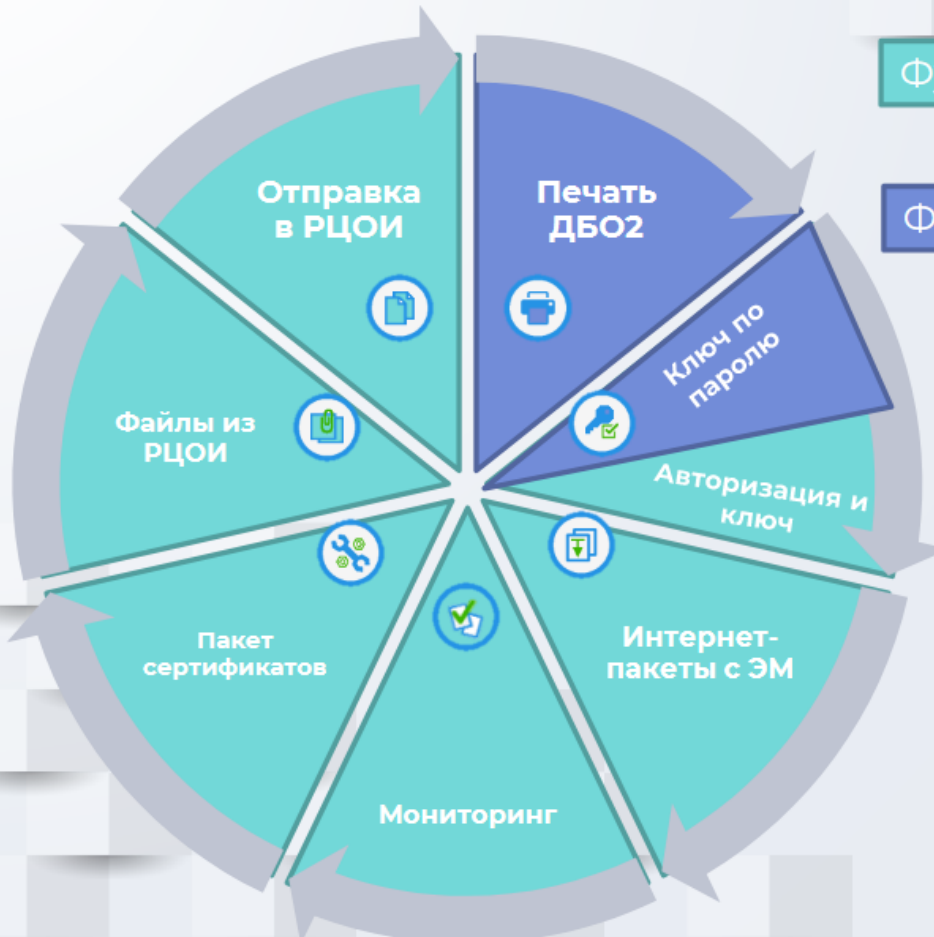 Отправка
в РЦОИ
Печать
ДБО2
Ключ по
паролю
Файлы из
РЦОИ
Авторизация и
ключ
Пакет
сертификатов
Интернет-
пакеты с ЭМ
Мониторинг
Ф
Ф